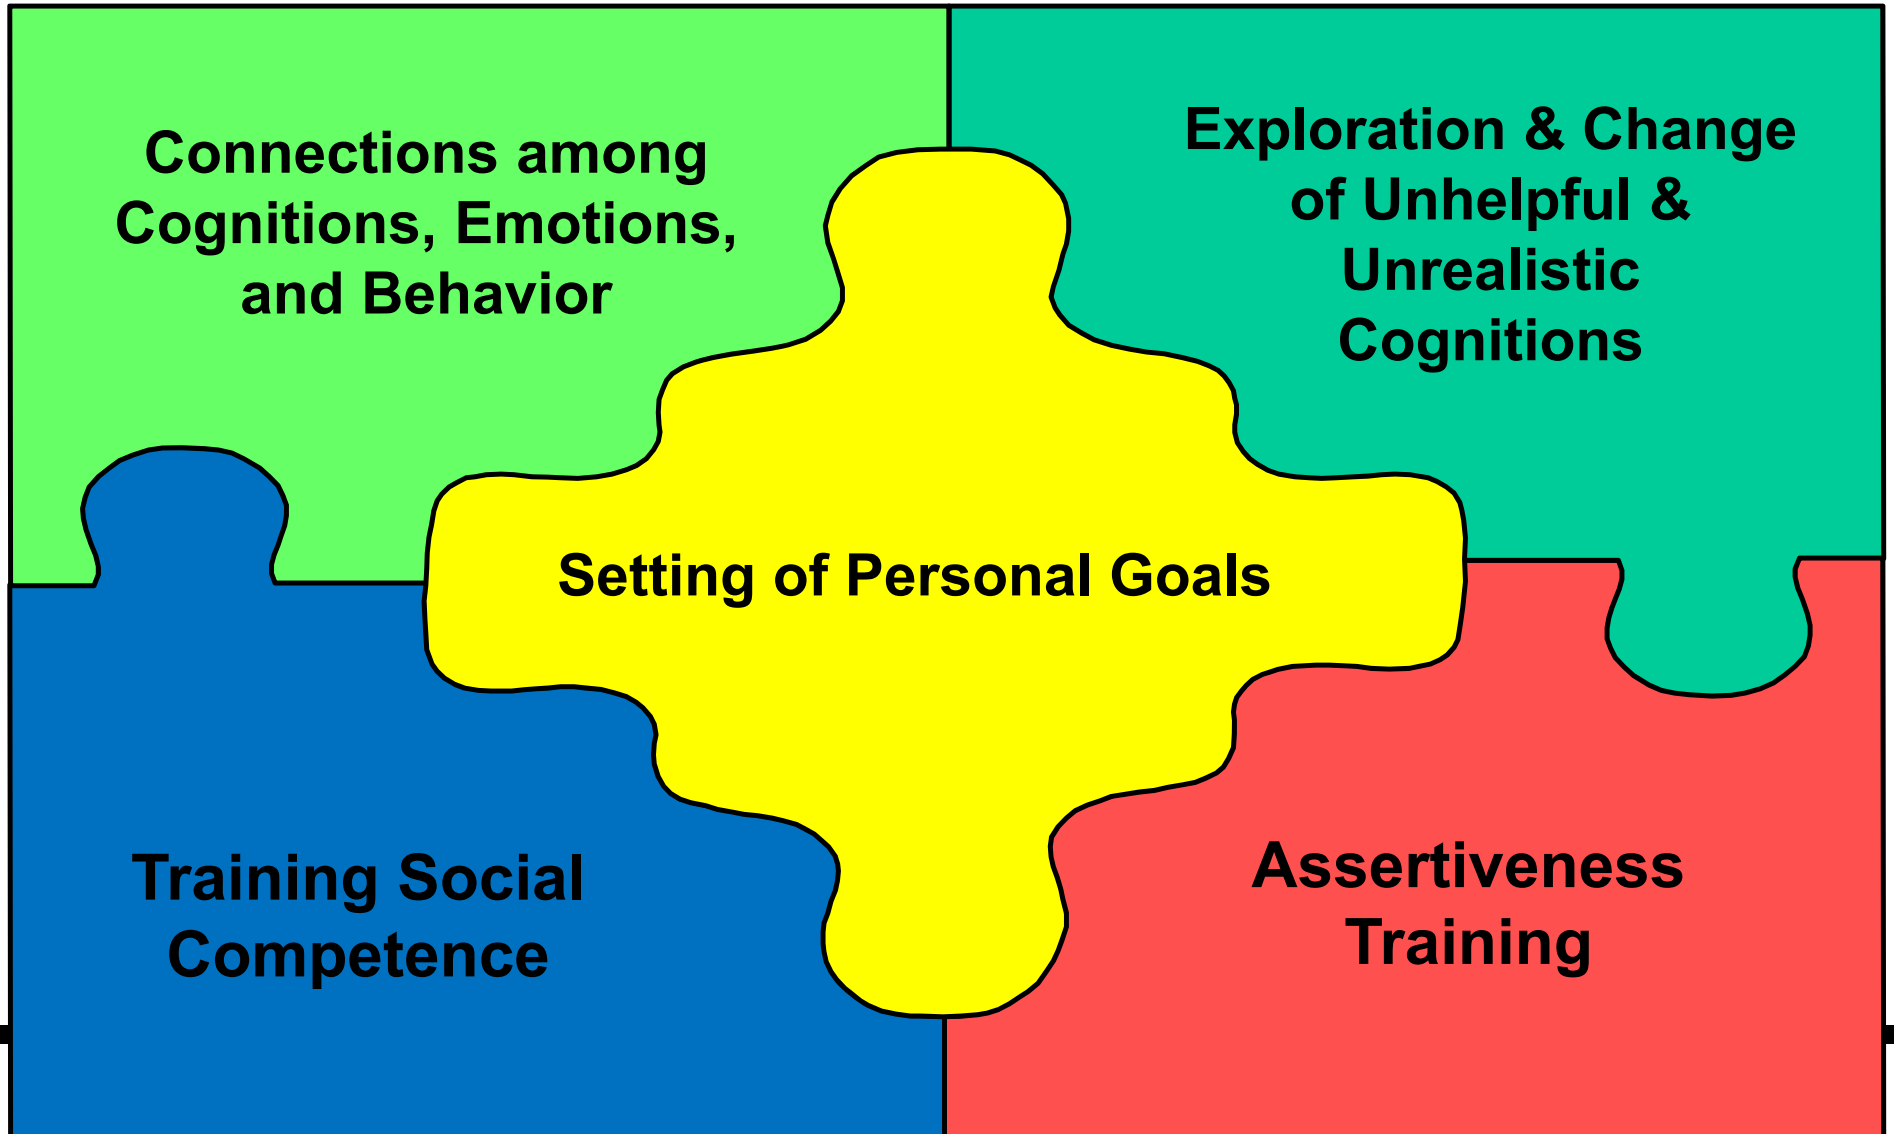 Connections among
Cognitions, Emotions,
and Behavior
Exploration & Change
of Unhelpful &
Unrealistic
Cognitions
Setting of Personal Goals
Training Social
Competence
Assertiveness
Training